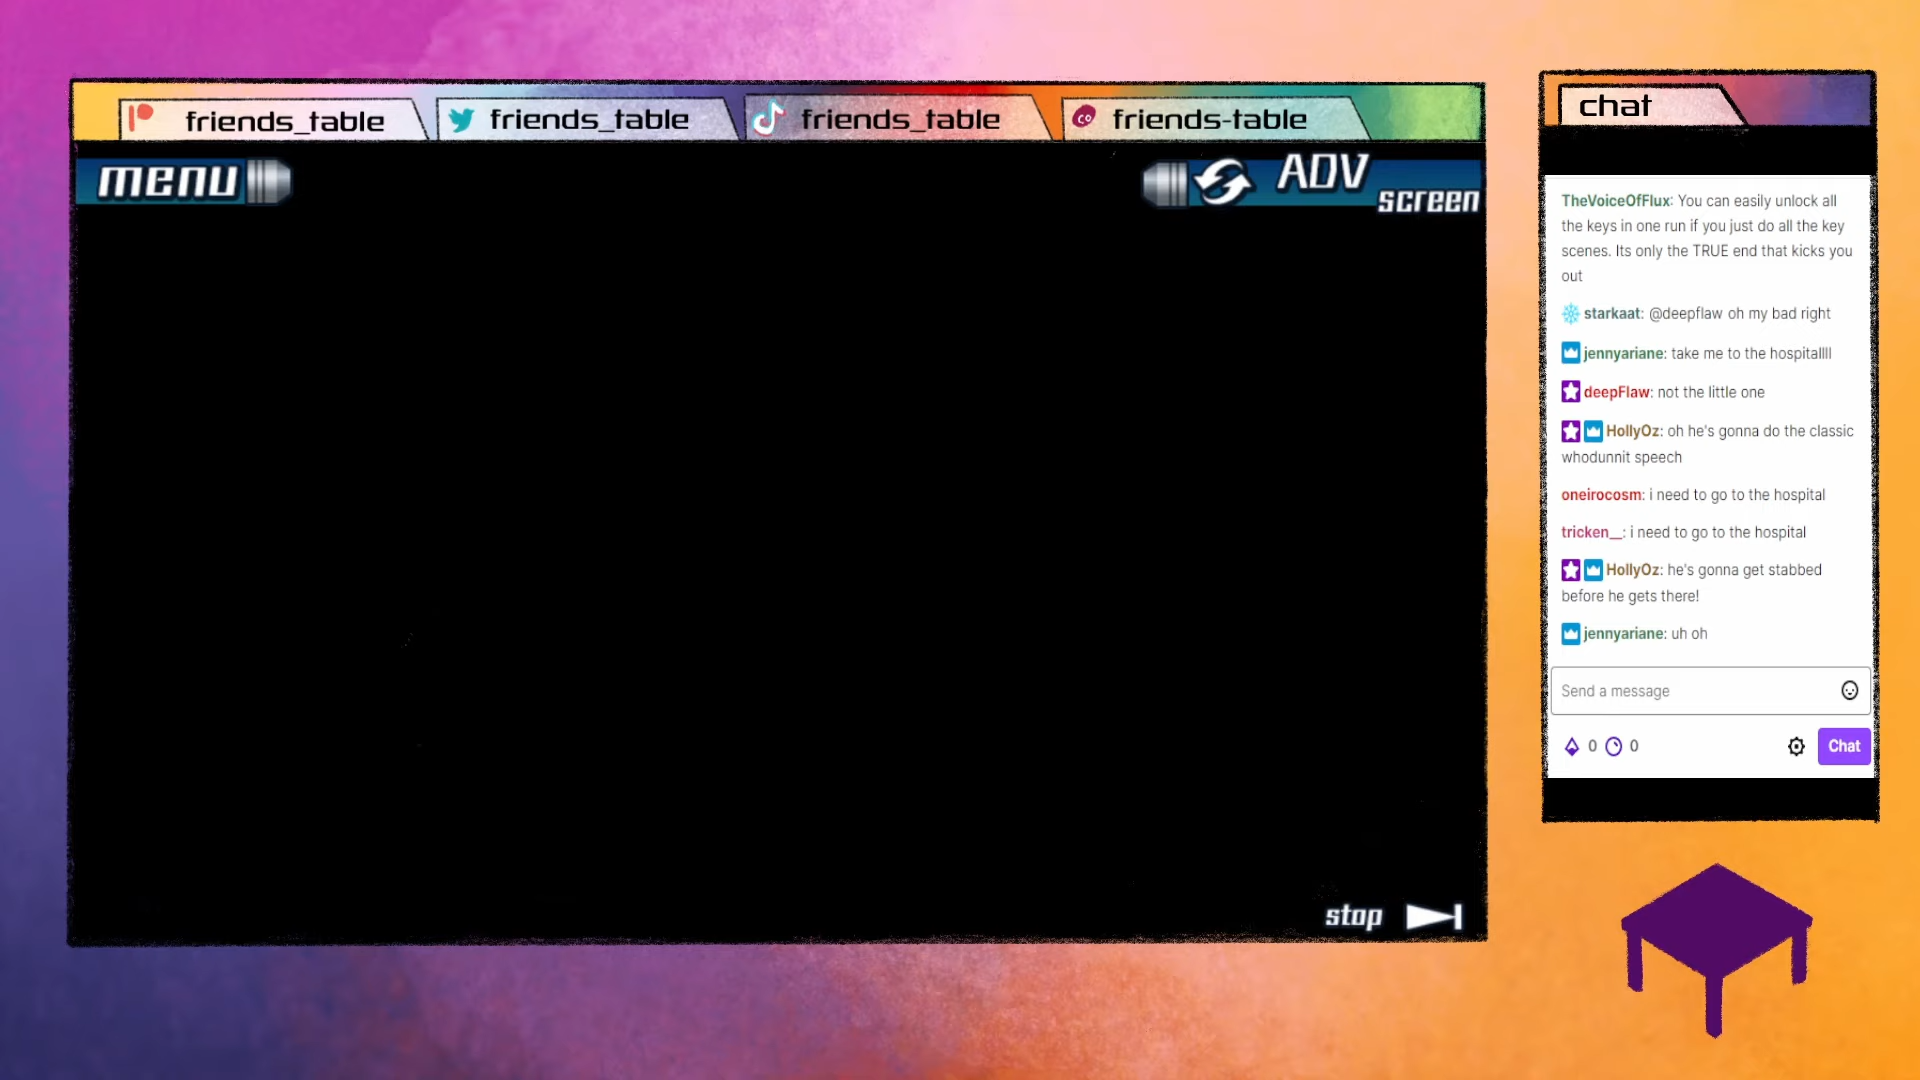 friends_table
friends_table
friends_table
friends-table
menu
ADV
screen
stop
chat
TheVoiceOfFlux: You can easily unlock all
the keys in one run if you just do all the key
scenes. Its only the TRUE end that kicks you
out
starkaat: @deepflaw oh my bad right
jennyariane: take me to the hospitallll
deepFlaw: not the little one
HollyOz: oh he's gonna do the classic
whodunnit speech
oneirocosm: i need to go to the hospital
tricken__: i need to go to the hospital
HollyOz: he's gonna get stabbed
before he gets there!
jennyariane: uh oh
Send a message
0 0
Chat